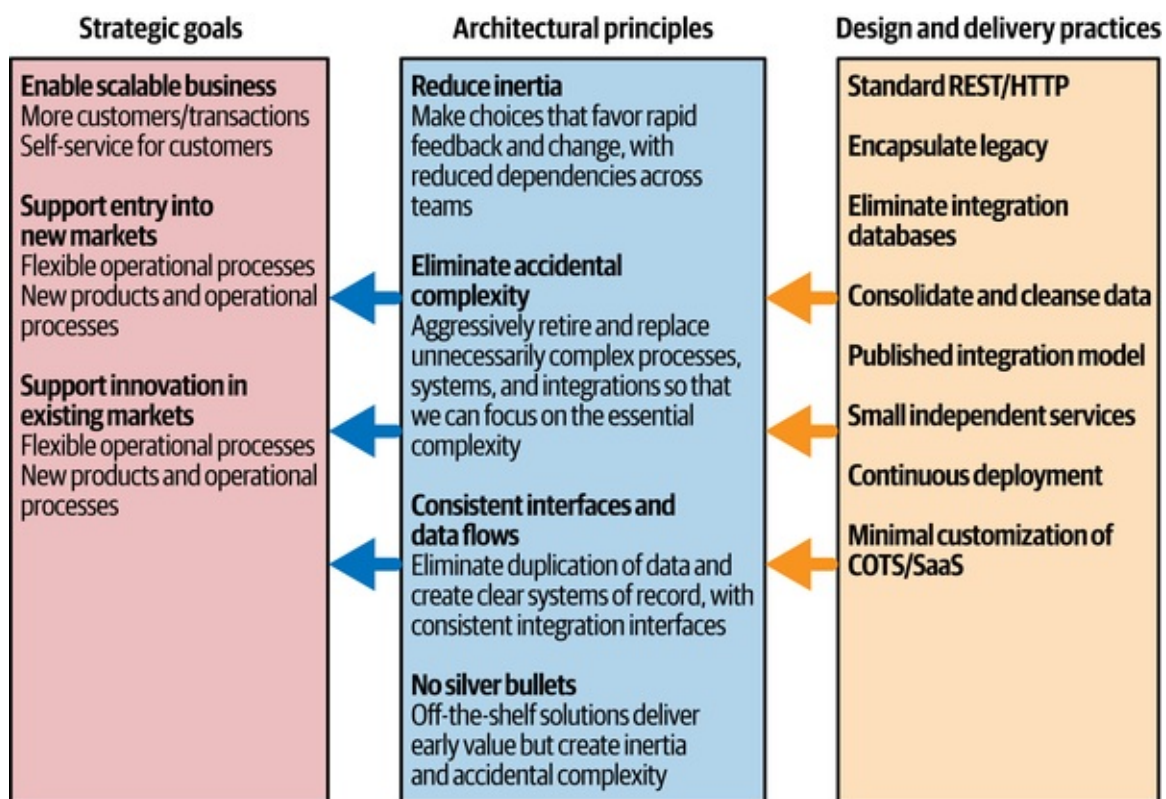 Strategic goals
Enable scalable business
More customers/transactions
Self-service for customers
Support entry into
new markets
Flexible operational processes
New products and operational
processes
Support innovation in
existing markets
Flexible operational processes
New products and operational
processes
Architectural principles
Reduce inertia
Make choices that favor rapid
feedback and change, with
reduced dependencies across
teams
Eliminate accidental
complexity
Aggressively retire and replace
unnecessarily complex processes,
systems, and integrations so that
we can focus on the essential
complexity
Consistent interfaces and
data flows
Eliminate duplication of data and
create clear systems of record, with
consistent integration interfaces
No silver bullets
Off-the-shelf solutions deliver
early value but create inertia
and accidental complexity
Design and delivery practices
Standard REST/HTTP
Encapsulate legacy
Eliminate integration
databases
Consolidate and cleanse data
Published integration model
Small independent services
Continuous deployment
Minimal customization of
COTS/SaaS